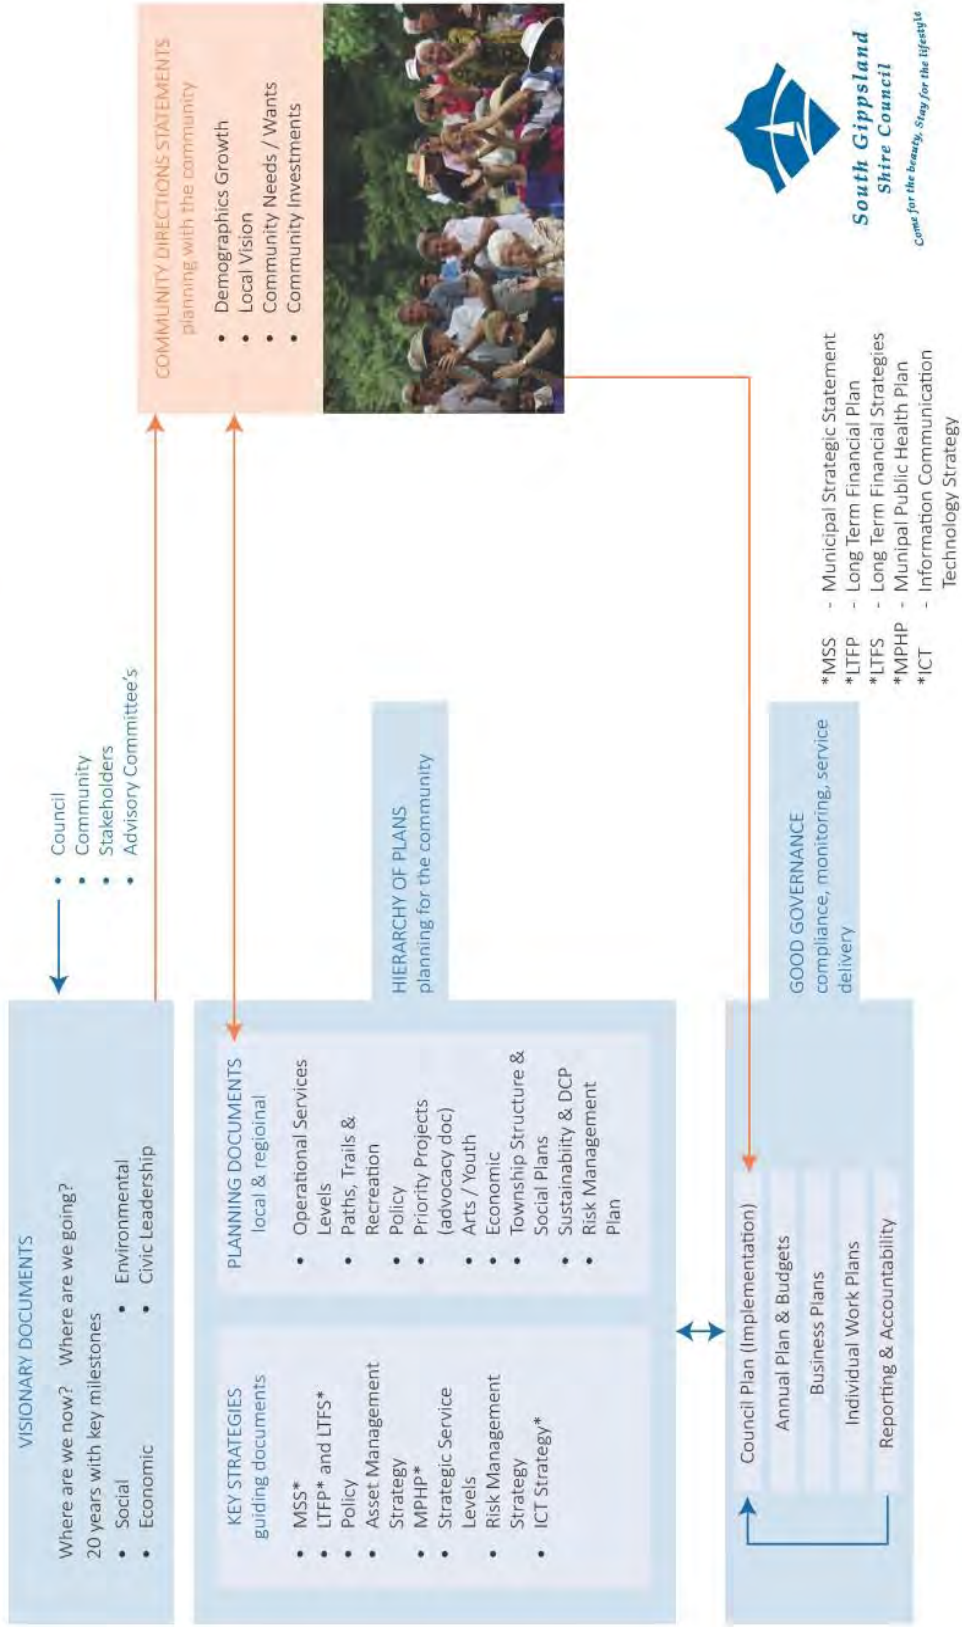 VISIONARY DOCUMENTS
Where are we now? Where are we going?
20 years with key milestones
• Social
• Economic
• Environmental
• Civic Leadership
• Council
• Community
Stakeholders
• Advisory Committee's
COMMUNITY DIRECTIONS STATEMENTS
planning with the community
• Demographics Growth
• Local Vision
• Community Needs / Wants
• Community Investments
KEY STRATEGIES
guiding documents
• MSS*
• LTFP* and LTFS*
• Policy
• Asset Management
Strategy
• MPHP*
• Strategic Service
Levels
• Risk Management
Strategy
• ICT Strategy*
PLANNING DOCUMENTS
local & regioinal
• Operational Services
Levels
• Paths, Trails &
Recreation
• Policy
• Priority Projects
(advocacy doc)
• Arts / Youth
• Economic
• Township Structure &
Social Plans
• Sustainabiity & DCP
• Risk Management
Plan
HIERARCHY OF PLANS
planning for the community
Council Plan (Implementation)
Annual Plan & Budgets
Business Plans
Individual Work Plans
Reporting & Accountability
GOOD GOVERNANCE
compliance, monitoring, service
delivery
*MSS - Municipal Strategic Statement
*LTFP - Long Term Financial Plan
*LTFS - Long Term Financial Strategies
*MPHP - Munipal Public Health Plan
*ICT - Information Communication
Technology Strategy
South Gippsland
Shire Council
Come for the beauty, Stay for the lifestyle